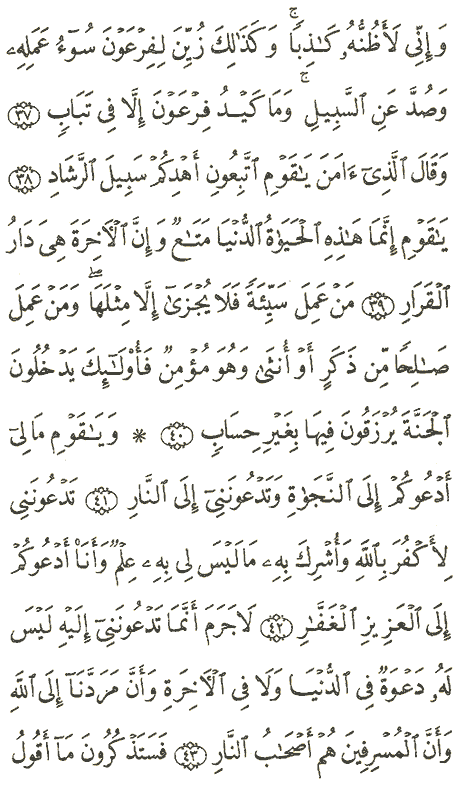 وَإِنِّى لَأَظُنُّهُۥ كَٰذِبًا ۚ وَكَذَٰلِكَ زُيِّنَ لِفِرْعَوْنَ سُوٓءُ عَمَلِهِۦ
وَصُدَّ عَنِ ٱلسَّبِيلِ ۚ وَمَا كَيْدُ فِرْعَوْنَ إِلَّا فِى تَبَابٍ ٣٧
وَقَالَ ٱلَّذِىٓ ءَامَنَ يَٰقَوْمِ ٱتَّبِعُونِ أَهْدِكُمْ سَبِيلَ ٱلرَّشَادِ ٣٨
يَٰقَوْمِ إِنَّمَا هَٰذِهِ ٱلْحَيَوٰةُ ٱلدُّنْيَا مَتَٰعٌ وَإِنَّ ٱلْءَاخِرَةَ هِىَ دَارُ
ٱلْقَرَارِ ٣٩ مَنْ عَمِلَ سَيِّئَةً فَلَا يُجْزَىٰٓ إِلَّا مِثْلَهَا ۖ وَمَنْ عَمِلَ
صَٰلِحًا مِّن ذَكَرٍ أَوْ أُنثَىٰ وَهُوَ مُؤْمِنٌ فَأُو۟لَٰٓئِكَ يَدْخُلُونَ
ٱلْجَنَّةَ يُرْزَقُونَ فِيهَا بِغَيْرِ حِسَابٍ ٤٠ * وَيَٰقَوْمِ مَا لِىٓ
أَدْعُوكُمْ إِلَى ٱلنَّجَوٰةِ وَتَدْعُونَنِىٓ إِلَى ٱلنَّارِ ٤١ تَدْعُونَنِى
لِأَكْفُرَ بِٱللَّهِ وَأُشْرِكَ بِهِۦ مَا لَيْسَ لِى بِهِۦ عِلْمٌ وَأَنَا۠ أَدْعُوكُمْ
إِلَى ٱلْعَزِيزِ ٱلْغَفَّٰرِ ٤٢ لَا جَرَمَ أَنَّمَا تَدْعُونَنِىٓ إِلَيْهِ لَيْسَ
لَهُۥ دَعْوَةٌ فِى ٱلدُّنْيَا وَلَا فِى ٱلْءَاخِرَةِ وَأَنَّ مَرَدَّنَآ إِلَى ٱللَّهِ
وَأَنَّ ٱلْمُسْرِفِينَ هُمْ أَصْحَٰبُ ٱلنَّارِ ٤٣ فَسَتَذْكُرُونَ مَآ أَقُولُ